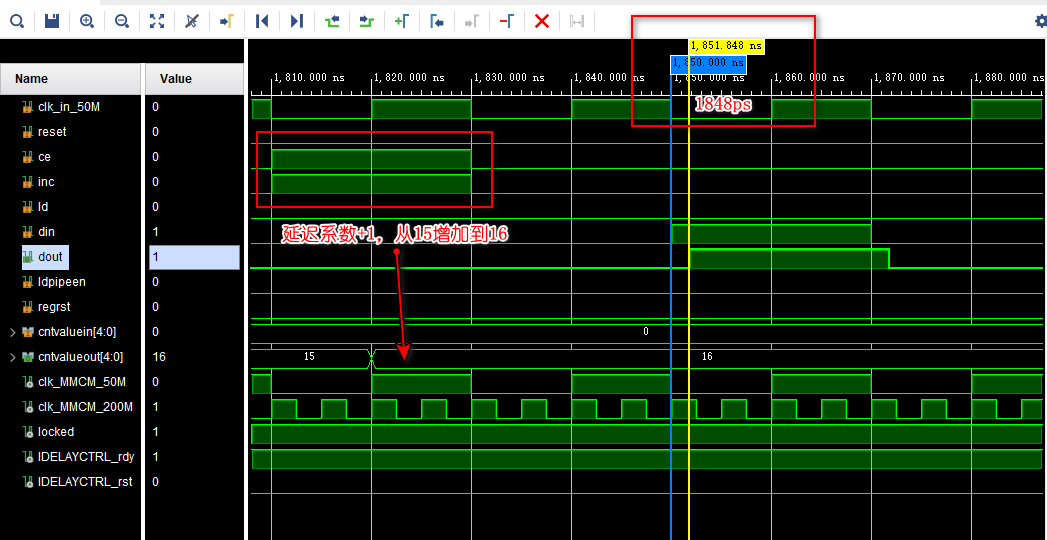 1,851.848 ns
1,850.000 ns
Name
Value
1,810.000 ns
1,820.000 ns
1,830.000 ns
1,840.000 ns
1,850.000 ns
1,860.000 ns
1,870.000 ns
1,880.000 ns
1848ps
clk_in_50M
0
reset
0
ce
0
inc
0
ld
0
din
1
延迟系数+1，从15增加到16
dout
1
ldpipeen
0
regrst
0
cntvaluein[4:0]
0
0
cntvalueout[4:0]
16
15
16
clk_MMCM_50M
0
clk_MMCM_200M
1
locked
1
IDELAYCTRL_rdy
1
IDELAYCTRL_rst
0